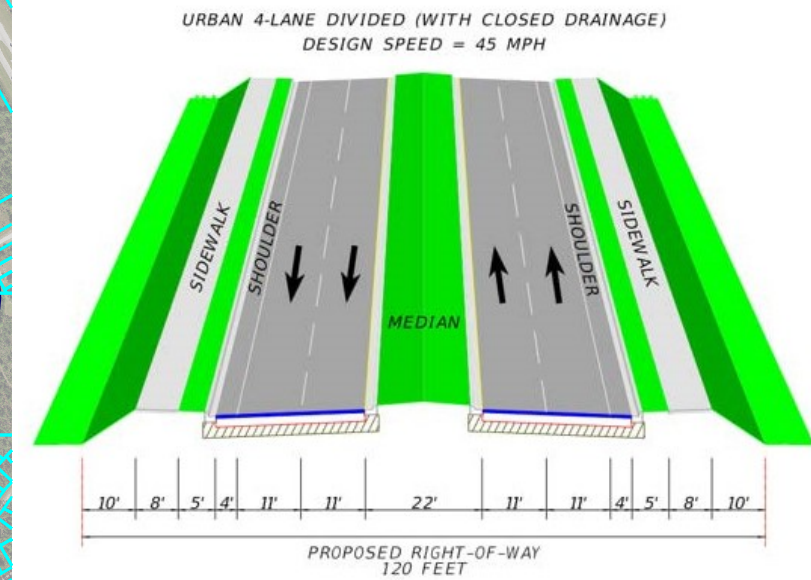 URBAN 4-LANE DIVIDED (WITH CLOSED DRAINAGE)
DESIGN SPEED = 45 MPH
SIDEWALK
SHOULDER
MEDIAN
SHOULDER
SIDEWALK
10' 8' 5' 4' 11' 11' 22' 11' 11' 4' 5' 8' 10'
PROPOSED RIGHT-OF-WAY
120 FEET